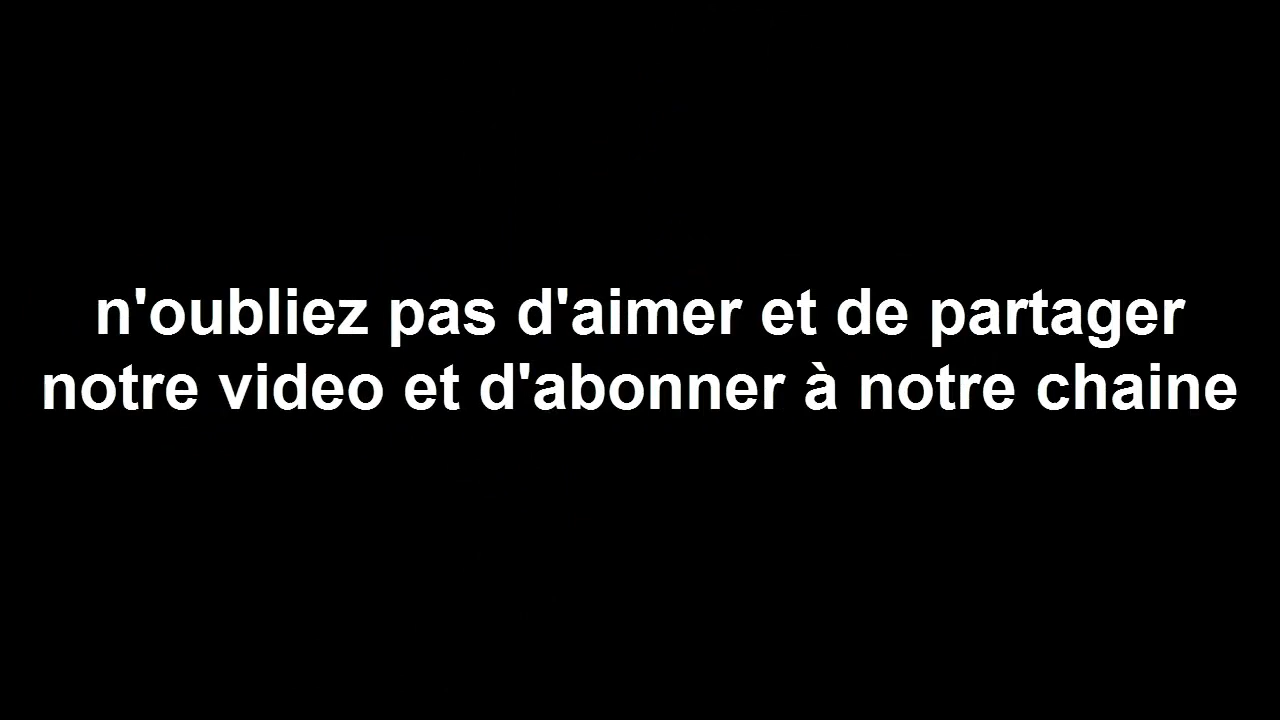 n'oubliez pas d'aimer et de partager
notre video et d'abonner à notre chaine